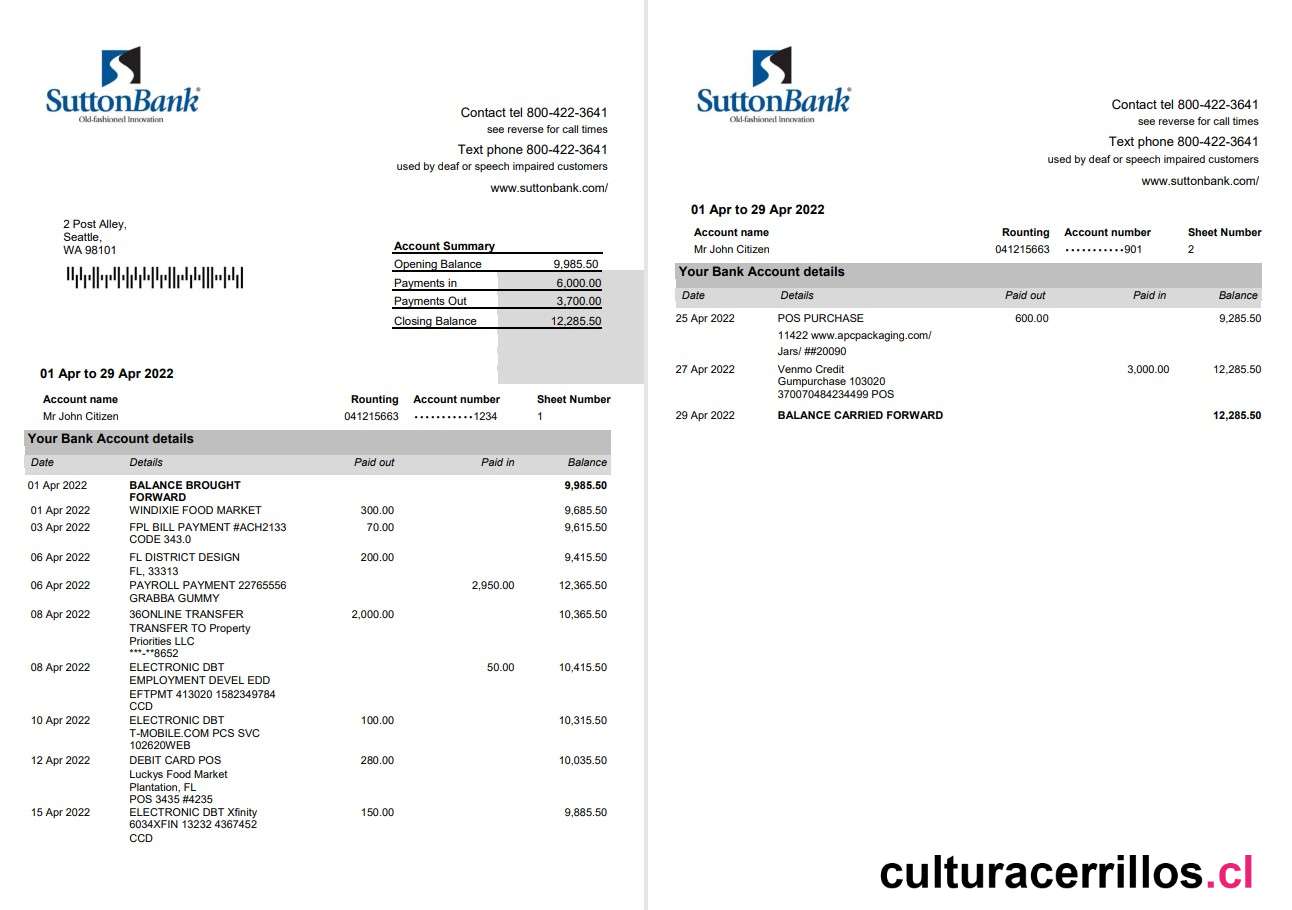 SuttonBank®
Old-fashioned Innovation
Contact tel 800-422-3641
see reverse for call times
Text phone 800-422-3641
used by deaf or speech impaired customers
www.suttonbank.com/
2 Post Alley,
Seattle,
WA 98101
Account Summary
Opening Balance 9,985.50
Payments in 6,000.00
Payments Out 3,700.00
Closing Balance 12,285.50
01 Apr to 29 Apr 2022
Account name Rounting Account number Sheet Number
Mr John Citizen 041215663 ···········1234 1
Your Bank Account details
Date Details Paid out Paid in Balance
01 Apr 2022 BALANCE BROUGHT 9,985.50
FORWARD
01 Apr 2022 WINDIXIE FOOD MARKET 300.00 9,685.50
03 Apr 2022 FPL BILL PAYMENT #ACH2133 70.00 9,615.50
CODE 343.0
06 Apr 2022 FL DISTRICT DESIGN 200.00 9,415.50
FL, 33313
06 Apr 2022 PAYROLL PAYMENT 22765556 2,950.00 12,365.50
GRABBA GUMMY
08 Apr 2022 36ONLINE TRANSFER 2,000.00 10,365.50
TRANSFER TO Property
Priorities LLC
***-**8652
08 Apr 2022 ELECTRONIC DBT 50.00 10,415.50
EMPLOYMENT DEVEL EDD
EFTPMT 413020 1582349784
CCD
10 Apr 2022 ELECTRONIC DBT 100.00 10,315.50
T-MOBILE.COM PCS SVC
102620WEB
12 Apr 2022 DEBIT CARD POS 280.00 10,035.50
Luckys Food Market
Plantation, FL
POS 3435 #4235
15 Apr 2022 ELECTRONIC DBT Xfinity 150.00 9,885.50
6034XFIN 13232 4367452
CCD
SuttonBank®
Old-fashioned Innovation
Contact tel 800-422-3641
see reverse for call times
Text phone 800-422-3641
used by deaf or speech impaired customers
www.suttonbank.com/
01 Apr to 29 Apr 2022
Account name Rounting Account number Sheet Number
Mr John Citizen 041215663 ···········901 2
Your Bank Account details
Date Details Paid out Paid in Balance
25 Apr 2022 POS PURCHASE 600.00 9,285.50
11422 www.apcpackaging.com/
Jars/ ##20090
27 Apr 2022 Venmo Credit 3,000.00 12,285.50
Gumpurchase 103020
370070484234499 POS
29 Apr 2022 BALANCE CARRIED FORWARD 12,285.50
culturacerrillos.cl